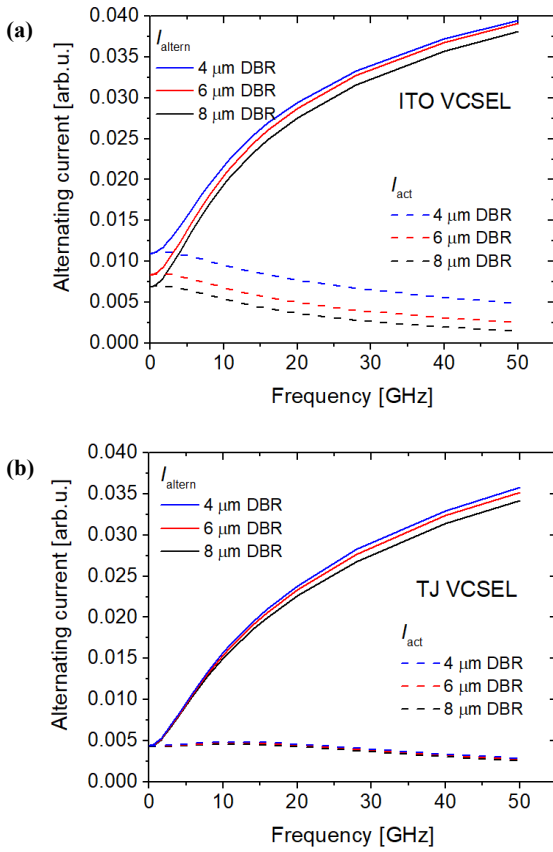 (a)
Alternating current [arb.u.]
0.040
0.035
0.030
0.025
0.020
0.015
0.010
0.005
0.000
I altern
4 μm DBR
6 μm DBR
8 μm DBR
ITO VCSEL
I act
4 μm DBR
6 μm DBR
8 μm DBR
0 10 20 30 40 50
Frequency [GHz]
(b)
Alternating current [arb.u.]
0.040
0.035
0.030
0.025
0.020
0.015
0.010
0.005
0.000
I altern
4 μm DBR
6 μm DBR
8 μm DBR
TJ VCSEL
I act
4 μm DBR
6 μm DBR
8 μm DBR
0 10 20 30 40 50
Frequency [GHz]